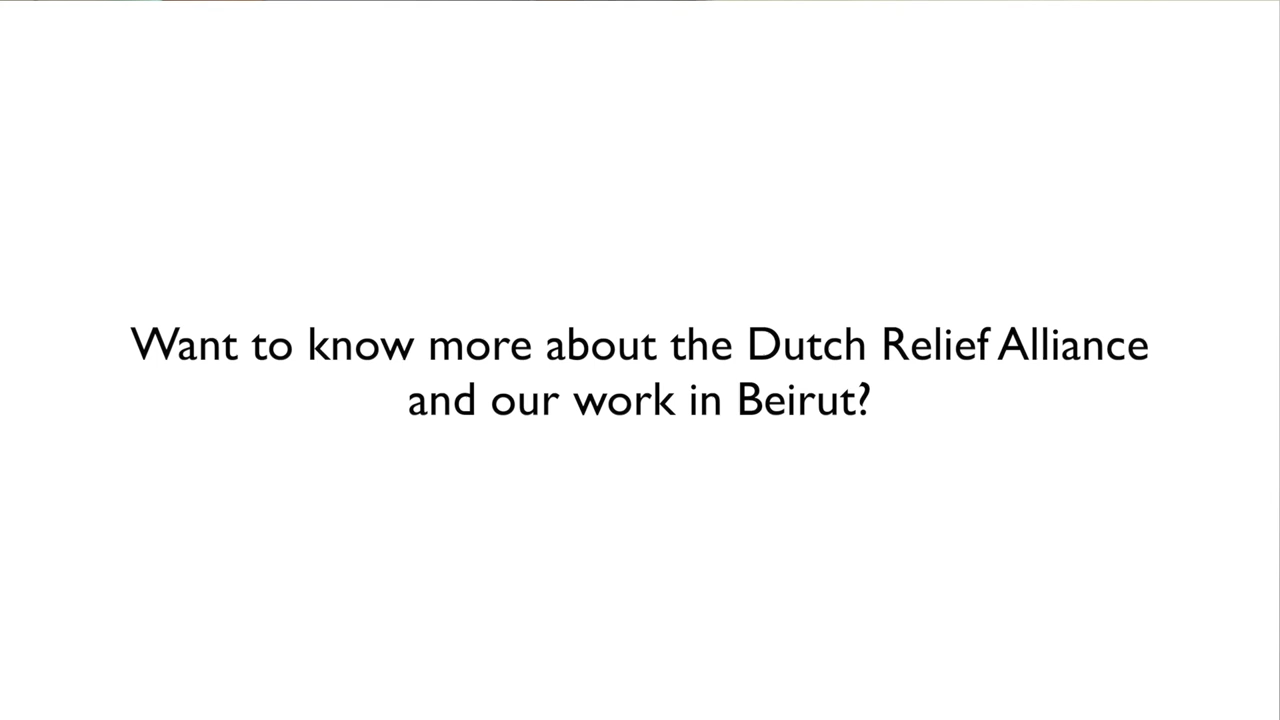 Want to know more about the Dutch Relief Alliance
and our work in Beirut?